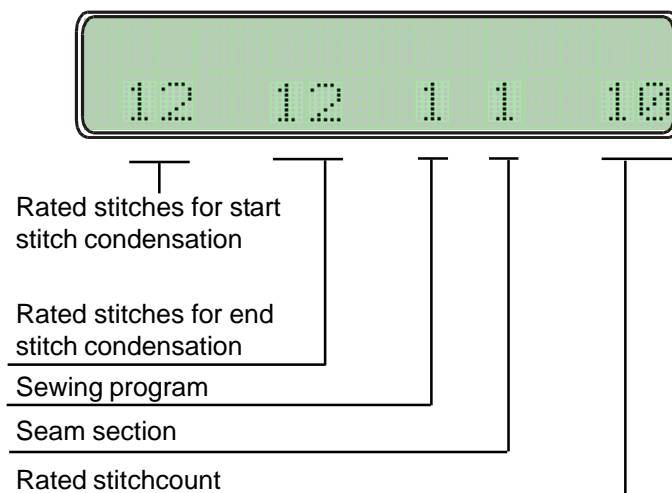 12 12 1 1 10
Rated stitches for start
stitch condensation
Rated stitches for end
stitch condensation
Sewing program
Seam section
Rated stitchcount